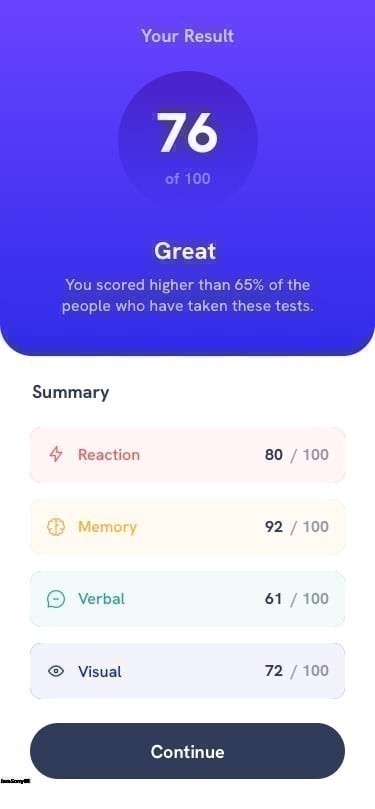 Your Result
76
of 100
Great
You scored higher than 65% of the
people who have taken these tests.
Summary
Reaction 80 / 100
Memory 92 / 100
Verbal 61 / 100
Visual 72 / 100
Continue